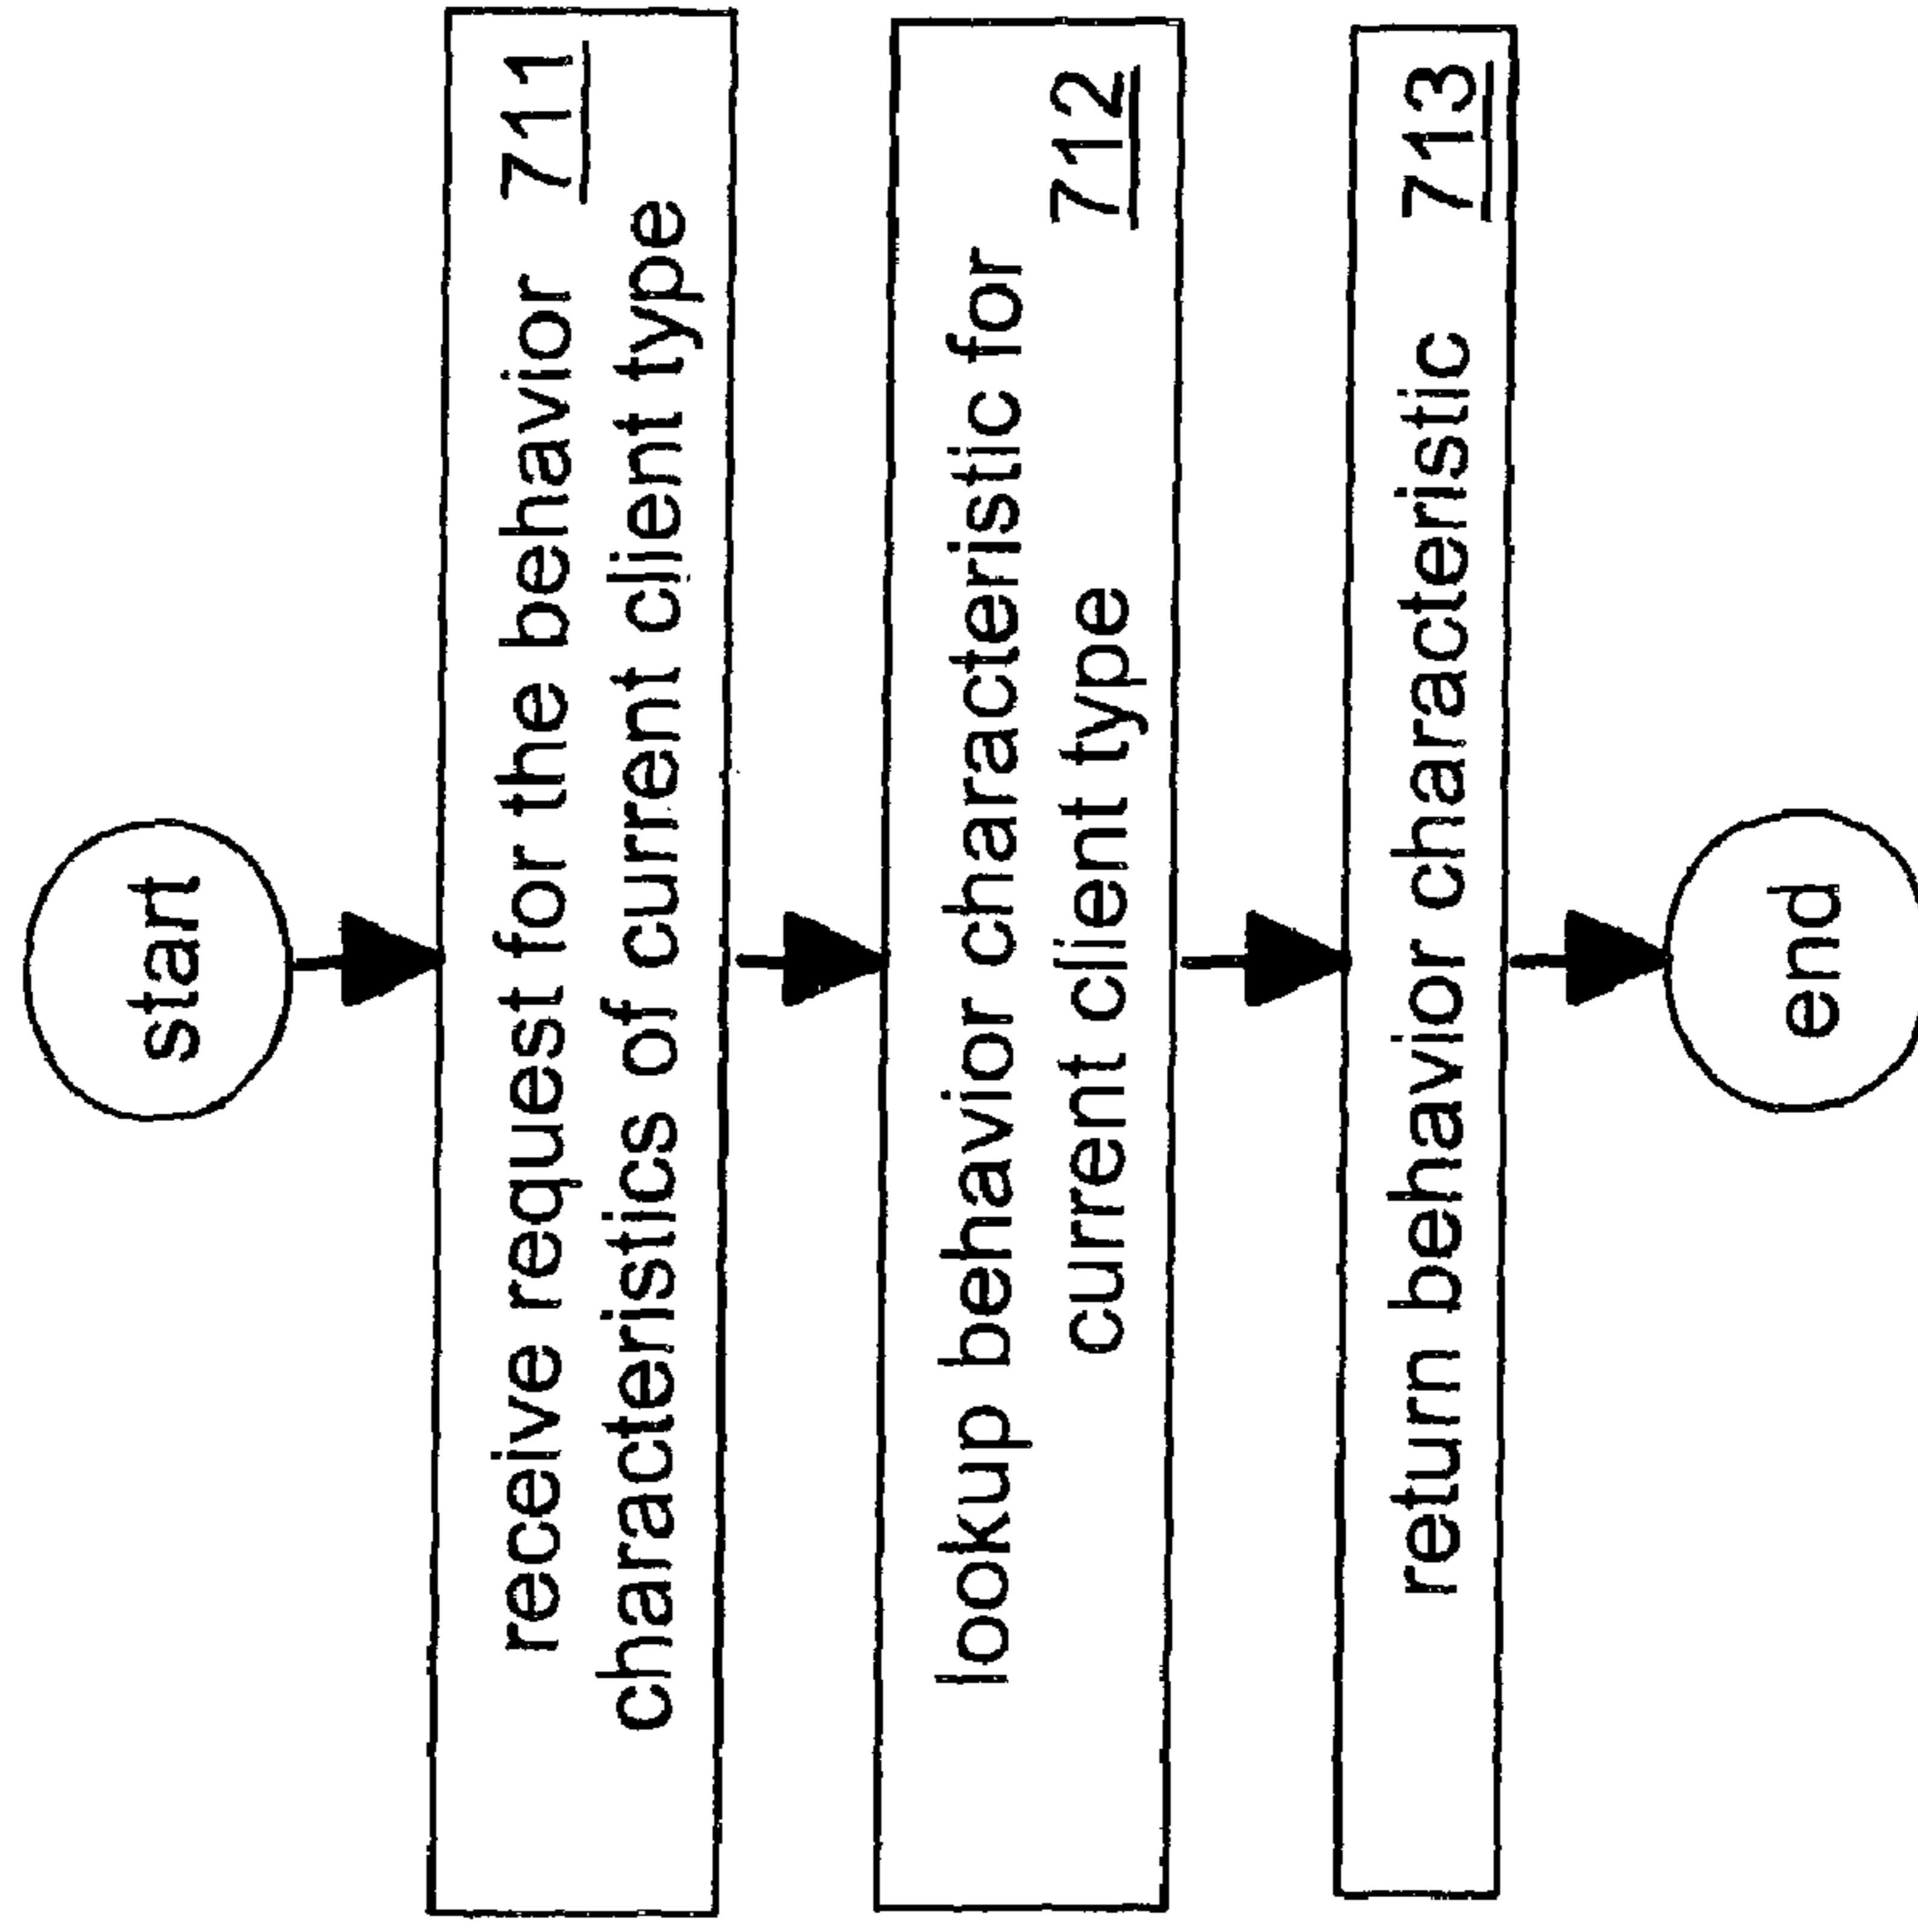 start
receive request for the behavior 711
characteristics of current client type
lookup behavior characteristic for
current client type 712
return behavior characteristic 713
end